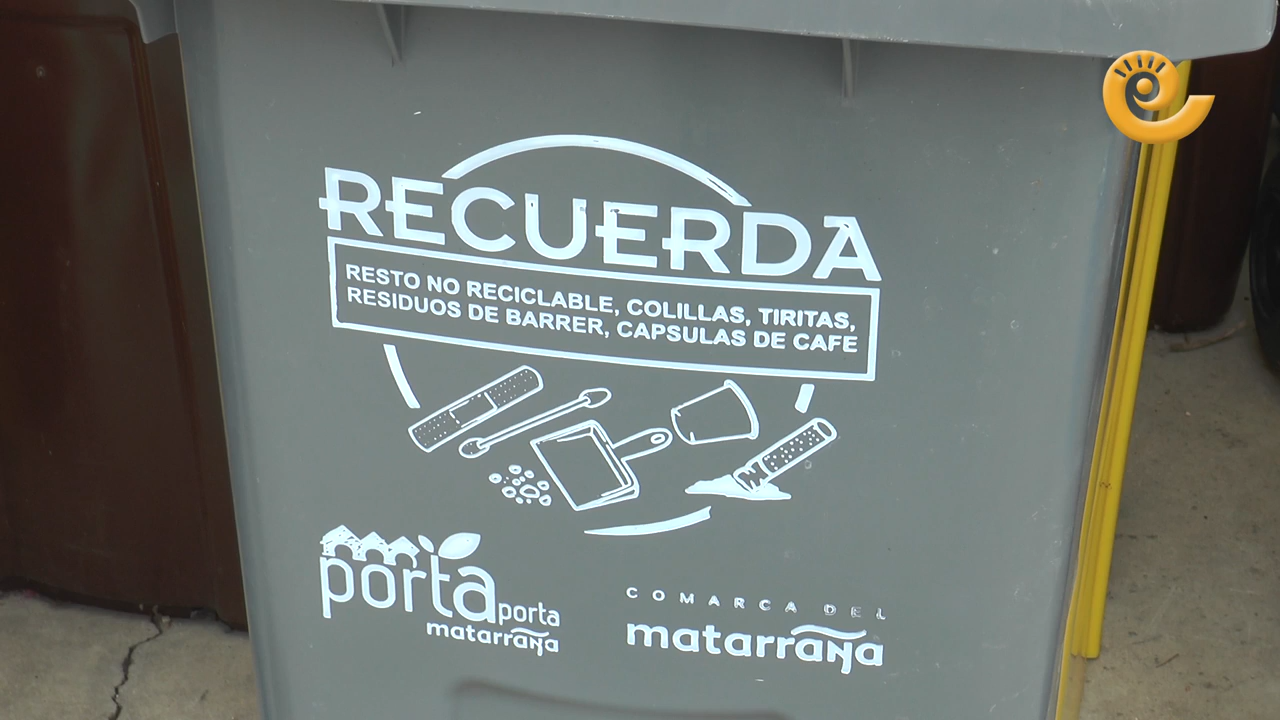 RECUERDA
RESTO NO RECICLABLE, COLILLAS, TIRITAS,
RESIDUOS DE BARRER, CAPSULAS DE CAFE
porta porta
matarraña
COMARCA DEL
matarraña